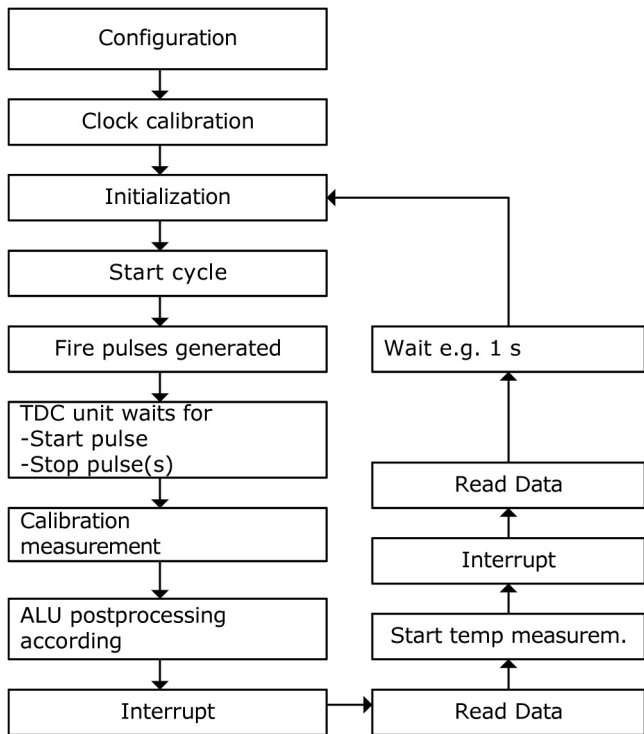 Configuration
Clock calibration
Initialization
Start cycle
Fire pulses generated
TDC unit waits for
-Start pulse
-Stop pulse(s)
Calibration
measurement
ALU postprocessing
according
Interrupt
Read Data
Start temp measurem.
Interrupt
Read Data
Wait e.g. 1 s